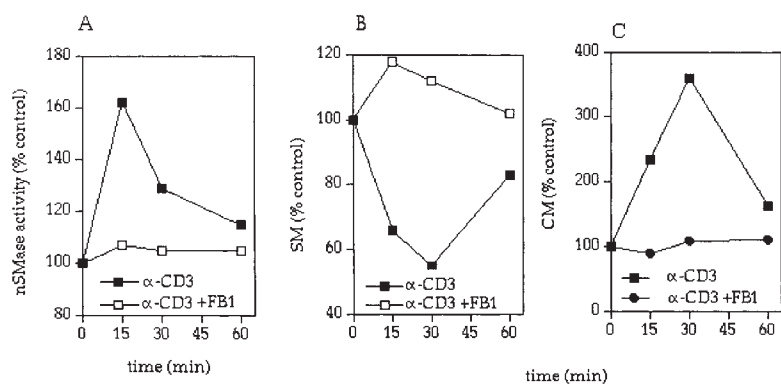 A
nSMase activity (% control)
180
160
140
120
100
80
α-CD3
α-CD3 +FB1
0 15 30 45 60
time (min)
B
SM (% control)
120
100
80
60
40
α-CD3
α-CD3 +FB1
0 15 30 45 60
C
CM (% control)
400
300
200
100
0
α-CD3
α-CD3 +FB1
0 15 30 45 60
time (min)